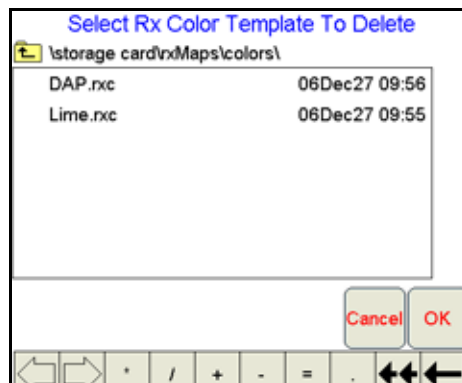 Select Rx Color Template To Delete
\storage card\rxMaps\colors\
DAP.rxc 06Dec27 09:56
Lime.rxc 06Dec27 09:55
Cancel OK
* / + - = .